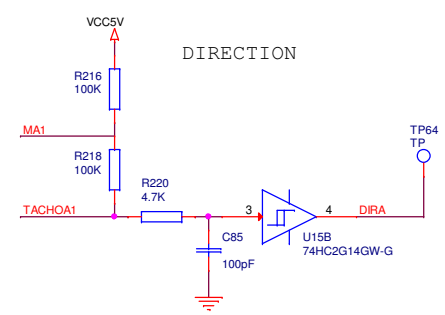 VCC5V
DIRECTION
R216
100K
MA1
R218
100K
TP64
TP
TACHOA1
R220
4.7K
3
4
DIRA
C85
100pF
U15B
74HC2G14GW-G